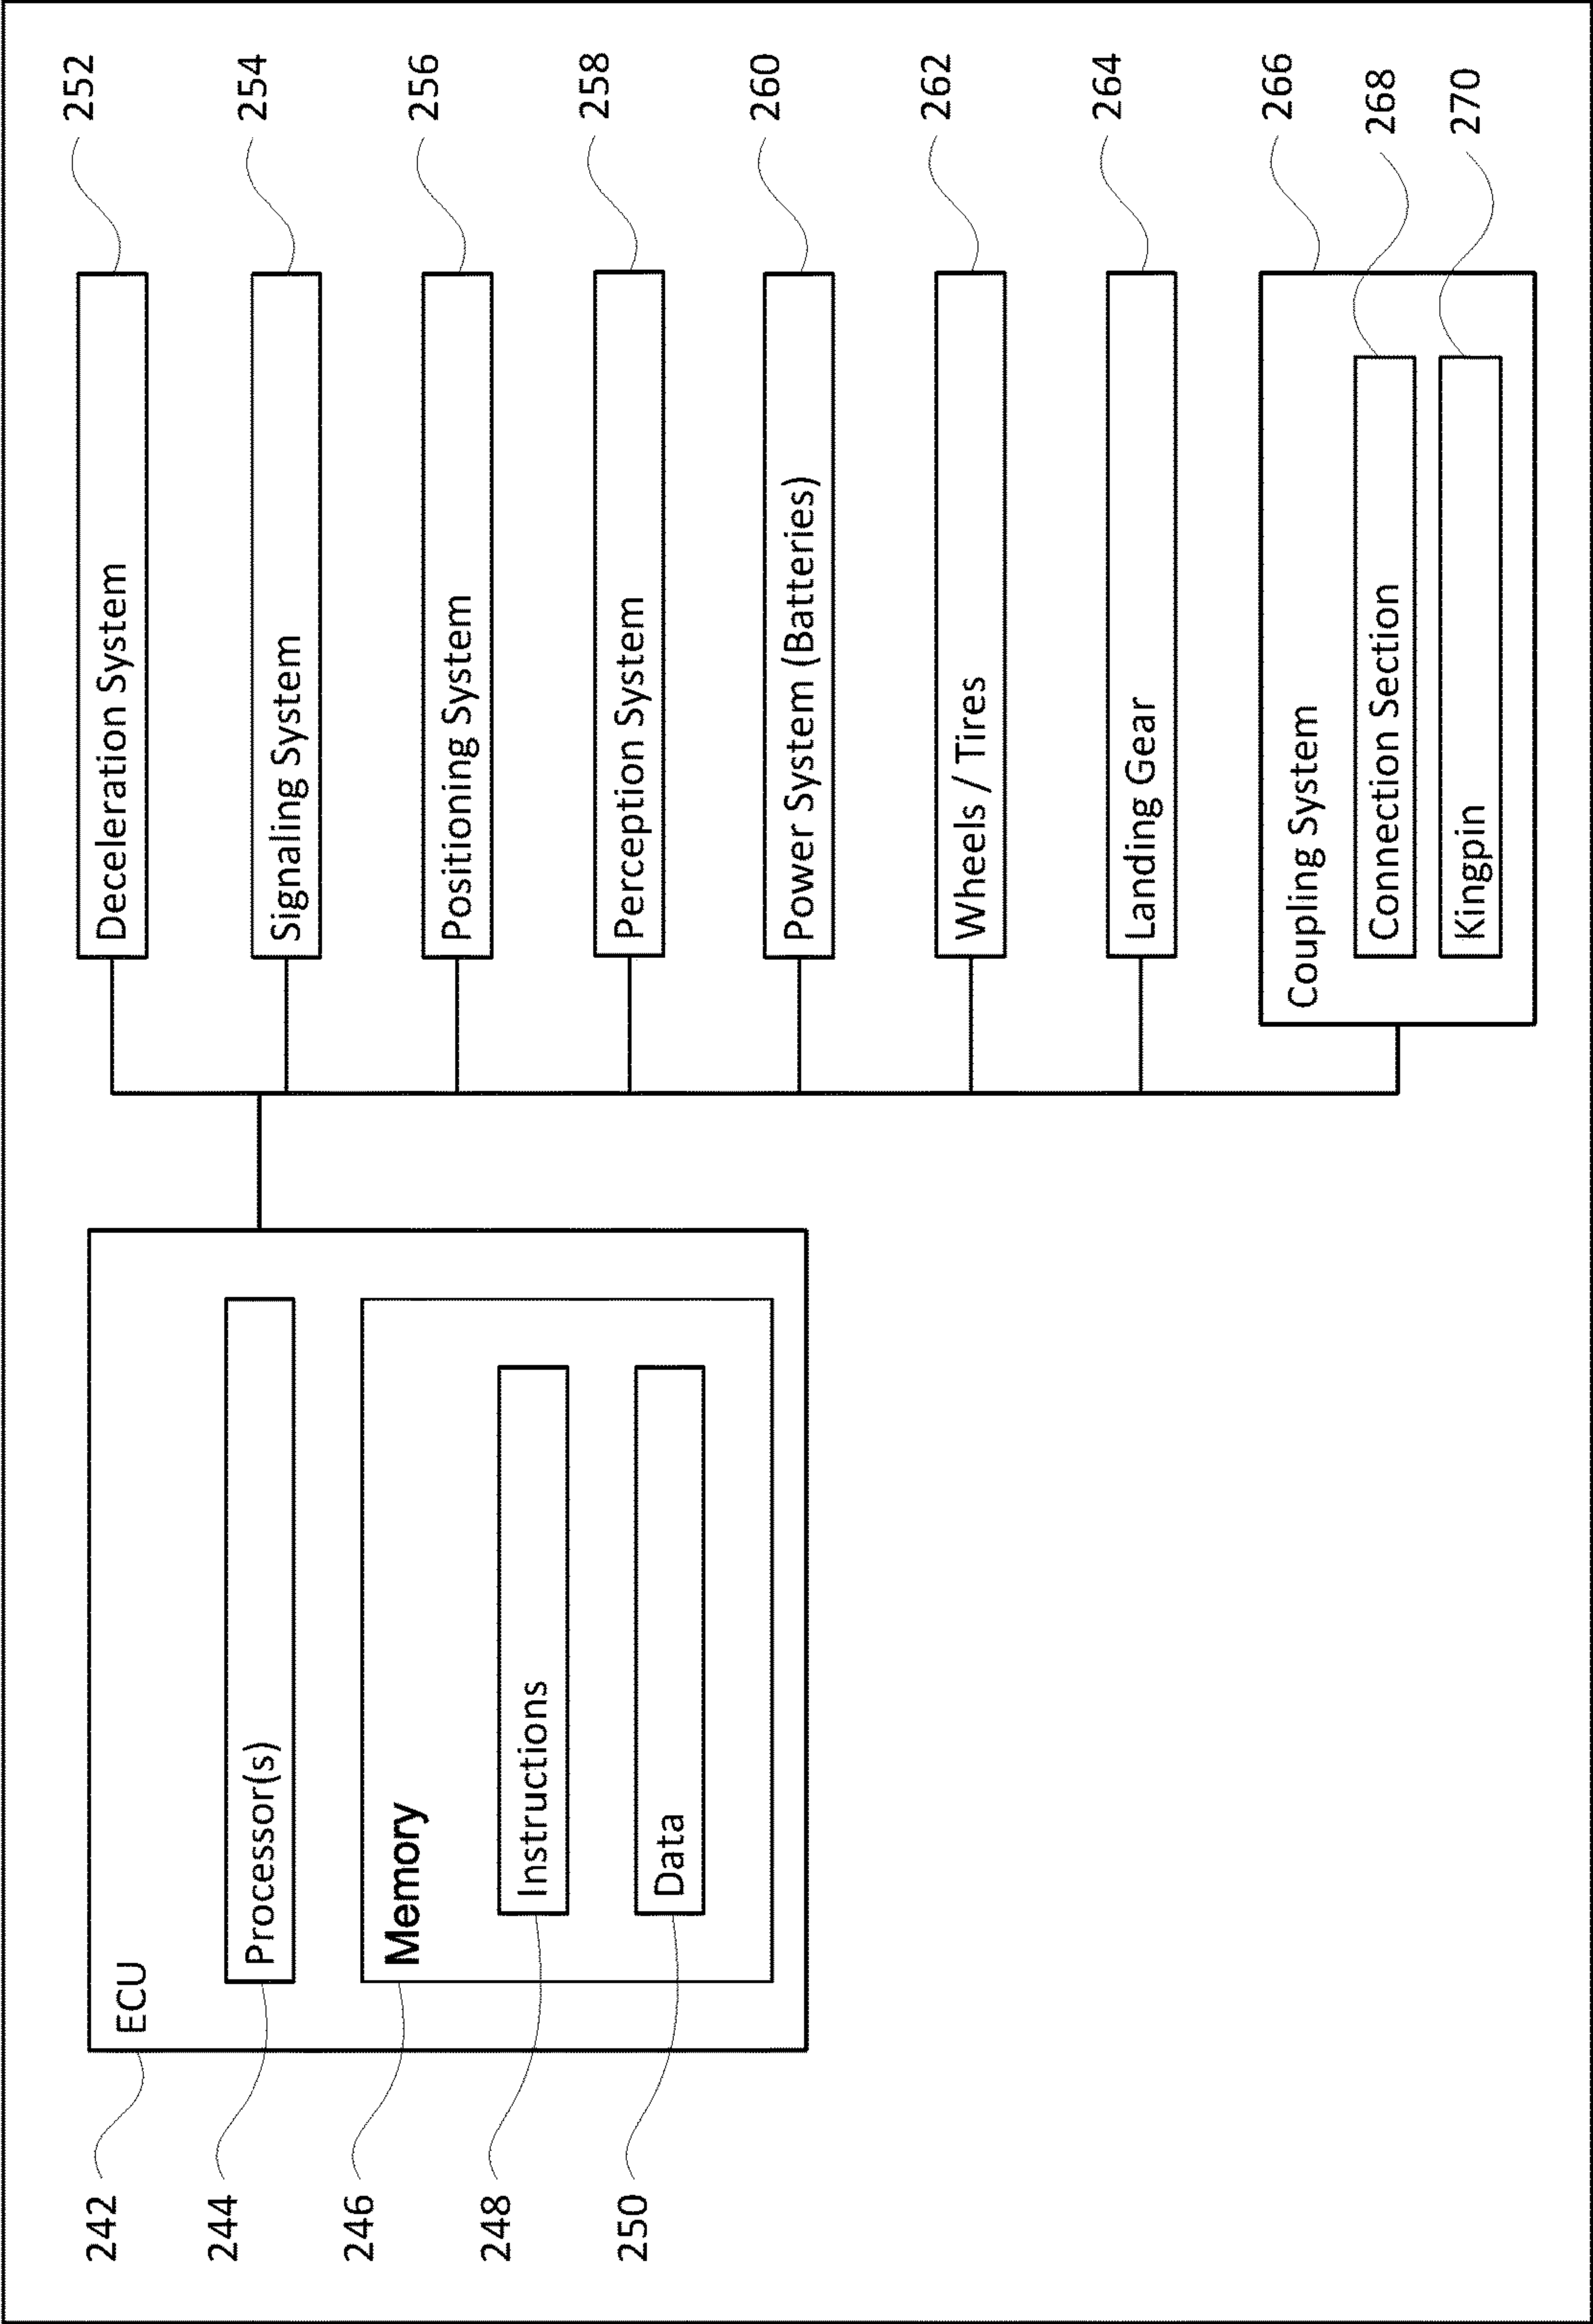 242
ECU
244
Processor(s)
246
Memory
248
Instructions
250
Data
Deceleration System
252
Signaling System
254
Positioning System
256
Perception System
258
Power System (Batteries)
260
Wheels / Tires
262
Landing Gear
264
Coupling System
266
Connection Section
268
Kingpin
270